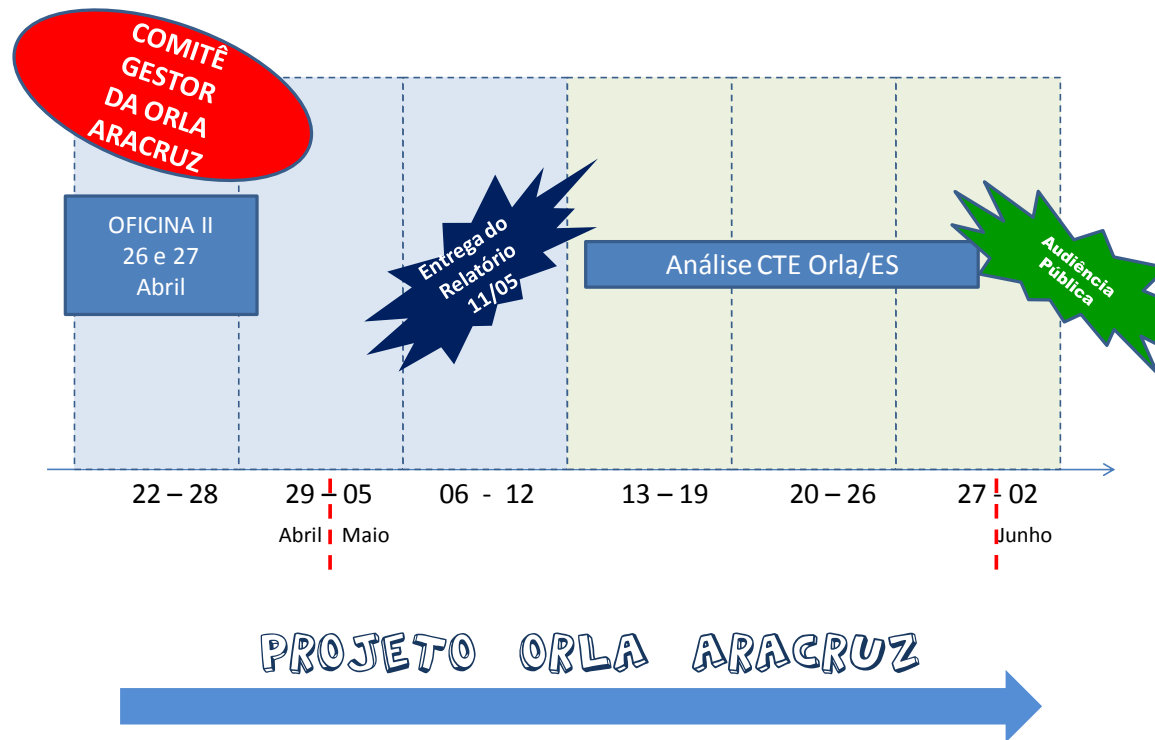 COMITÊ
GESTOR
DA ORLA
ARACRUZ
OFICINA II
26 e 27
Abril
Entrega do
Relatório
11/05
Análise CTE Orla/ES
Audiência
Pública
22 – 28
29 – 05
06 - 12
13 – 19
20 – 26
27 - 02
Abril
Maio
Junho
PROJETO ORLA ARACRUZ